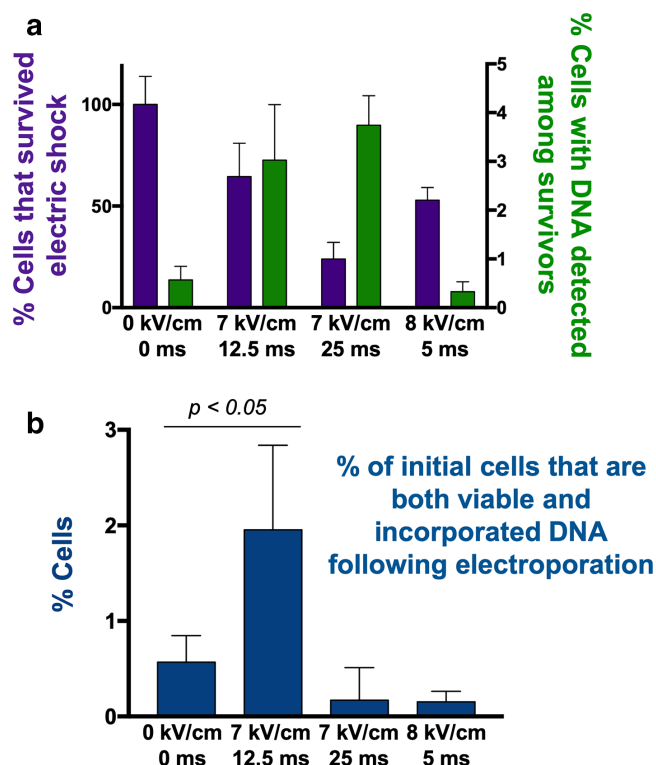 a
% Cells that survived
electric shock
100
50
0
5
4
3
2
1
0
% Cells with DNA detected
among survivors
0 kV/cm 7 kV/cm 7 kV/cm 8 kV/cm
0 ms 12.5 ms 25 ms 5 ms
b
p < 0.05
% Cells
3
2
1
0
% of initial cells that are
both viable and
incorporated DNA
following electroporation
0 kV/cm 7 kV/cm 7 kV/cm 8 kV/cm
0 ms 12.5 ms 25 ms 5 ms